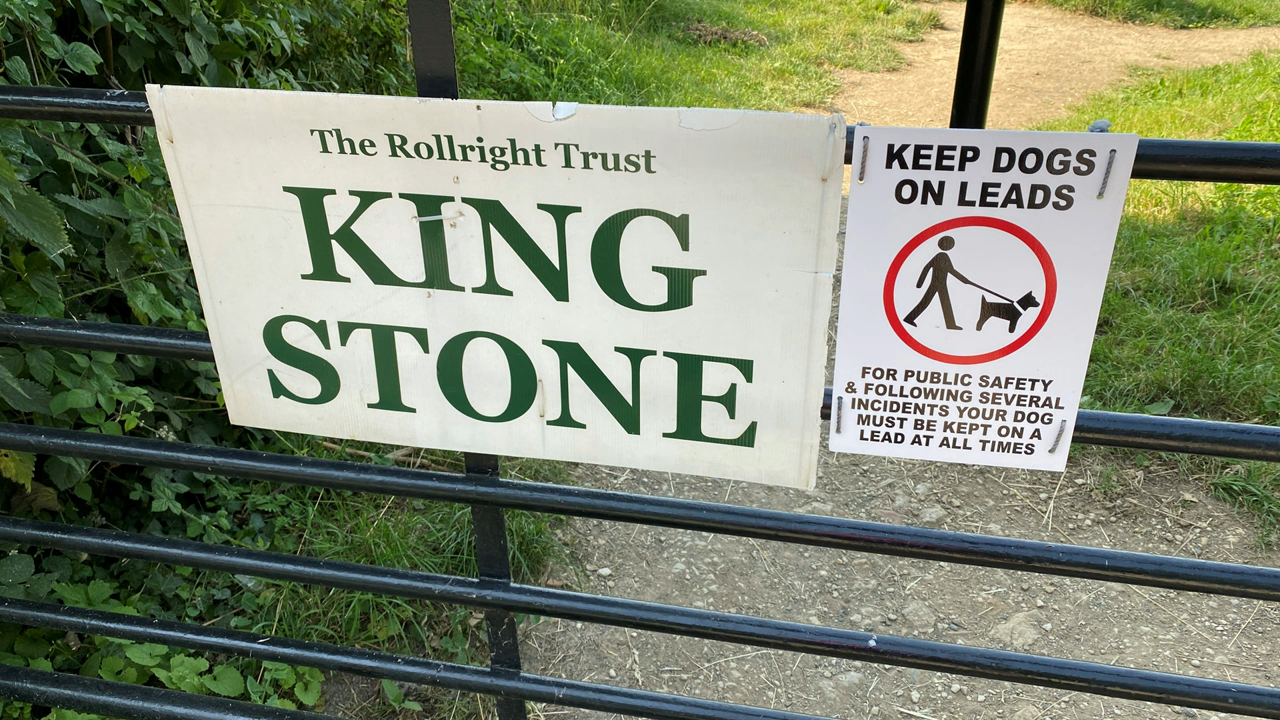 The Rollright Trust
KING
STONE
KEEP DOGS
ON LEADS
FOR PUBLIC SAFETY
& FOLLOWING SEVERAL
INCIDENTS YOUR DOG
MUST BE KEPT ON A
LEAD AT ALL TIMES